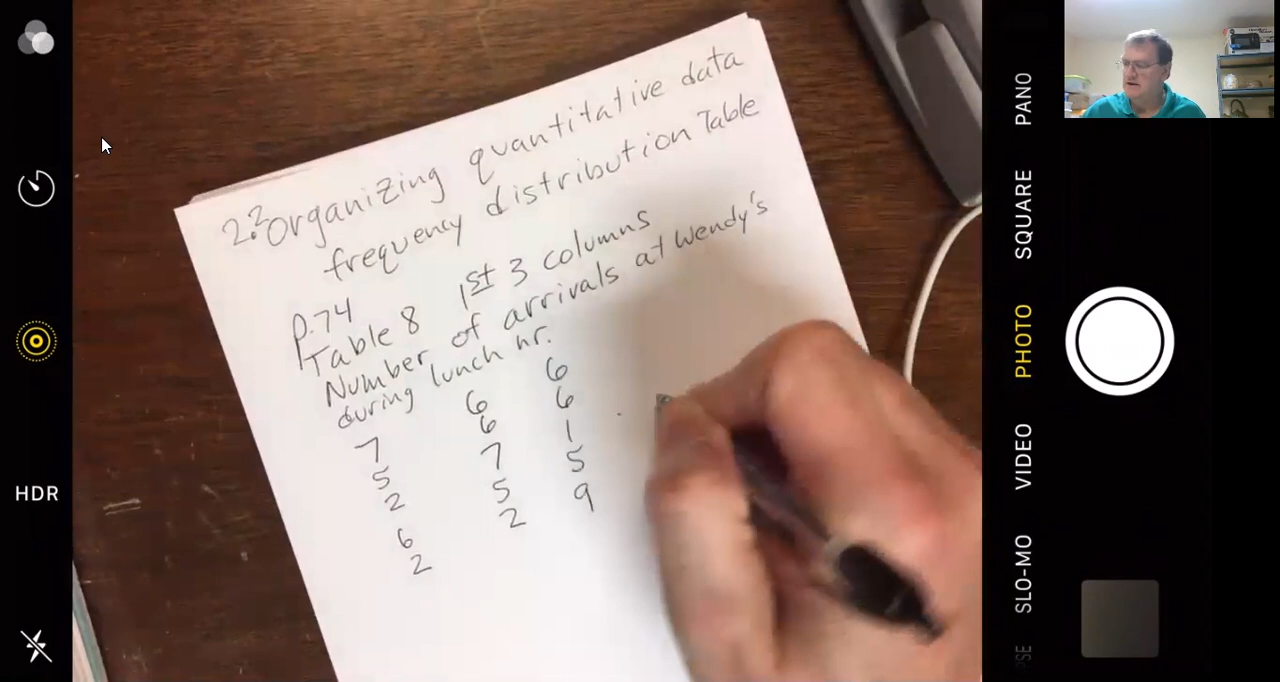 2.2 Organizing quantitative data
frequency distribution Table
p.74
Table 8 1st 3 columns
Number of arrivals at Wendy's
during lunch hr.
7 6 6
5 6 6
2 7 1
6 5 5
2 2 9
HDR
PANO
SQUARE
PHOTO
VIDEO
SLO-MO
SE